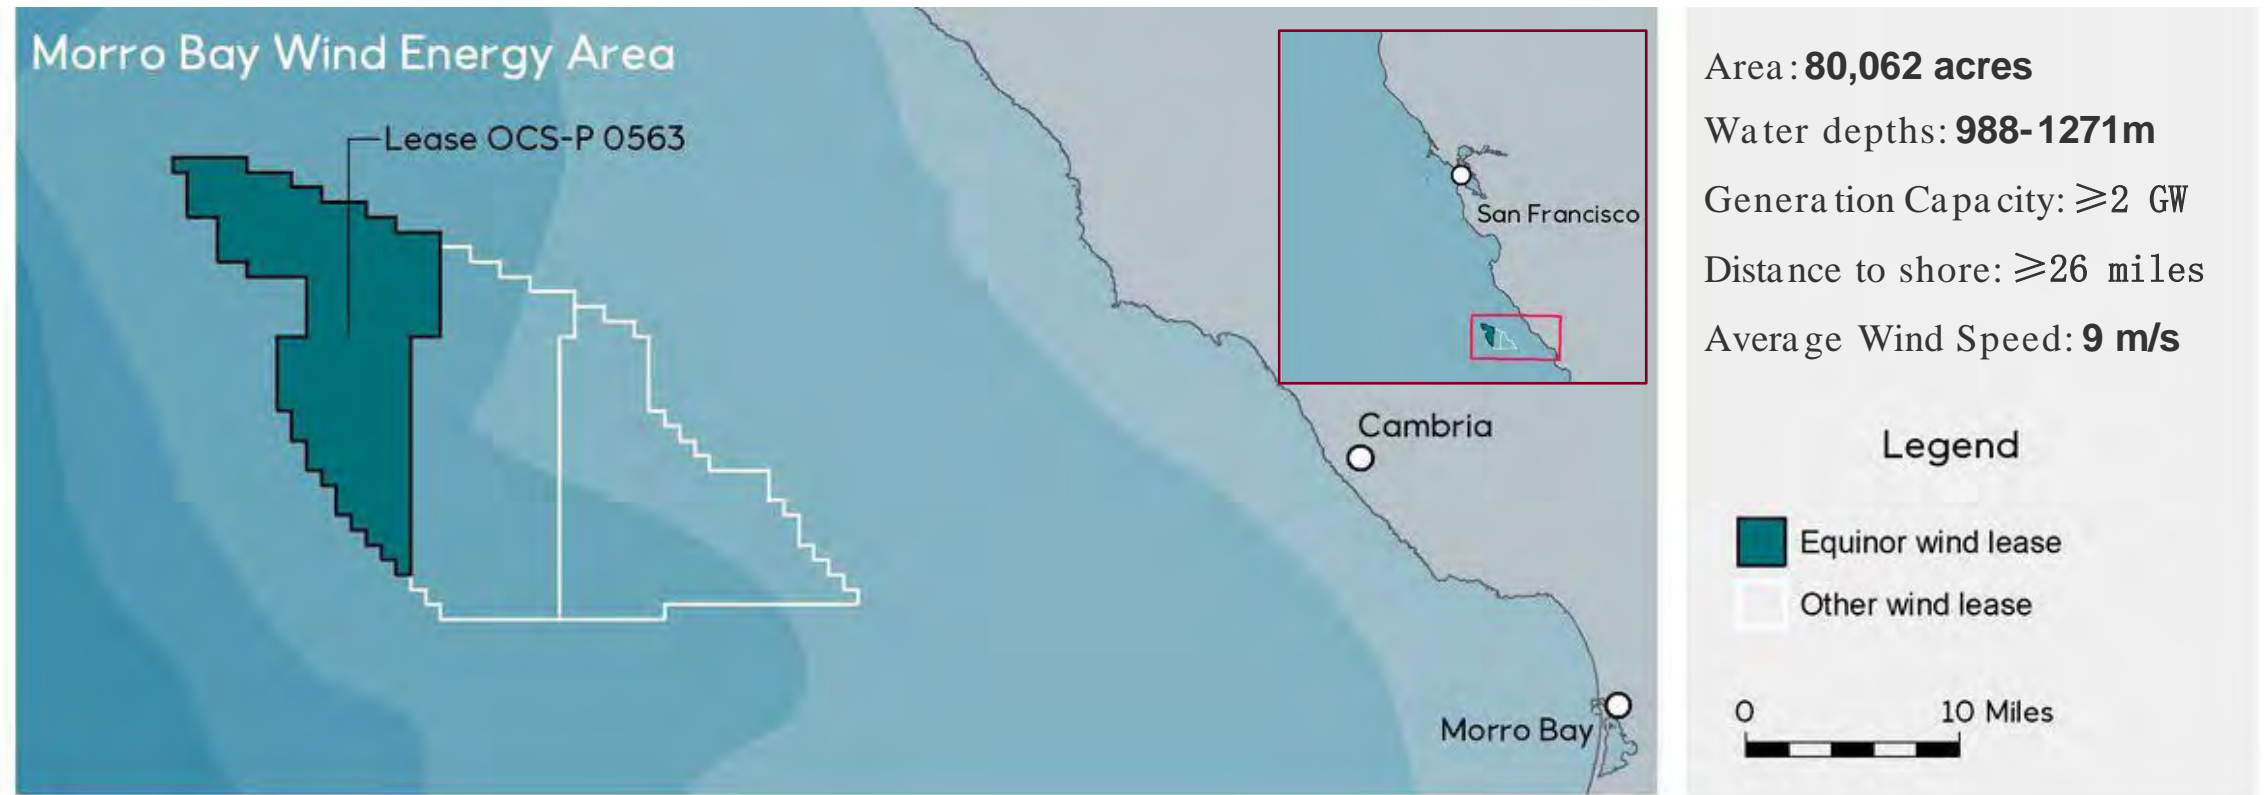 Morro Bay Wind Energy Area
Lease OCS-P 0563
San Francisco
Cambria
Morro Bay
Area: 80,062 acres
Water depths: 988-1271m
Generation Capacity: ⩾2 GW
Distance to shore: ⩾26 miles
Average Wind Speed: 9 m/s
Legend
Equinor wind lease
Other wind lease
0 10 Miles